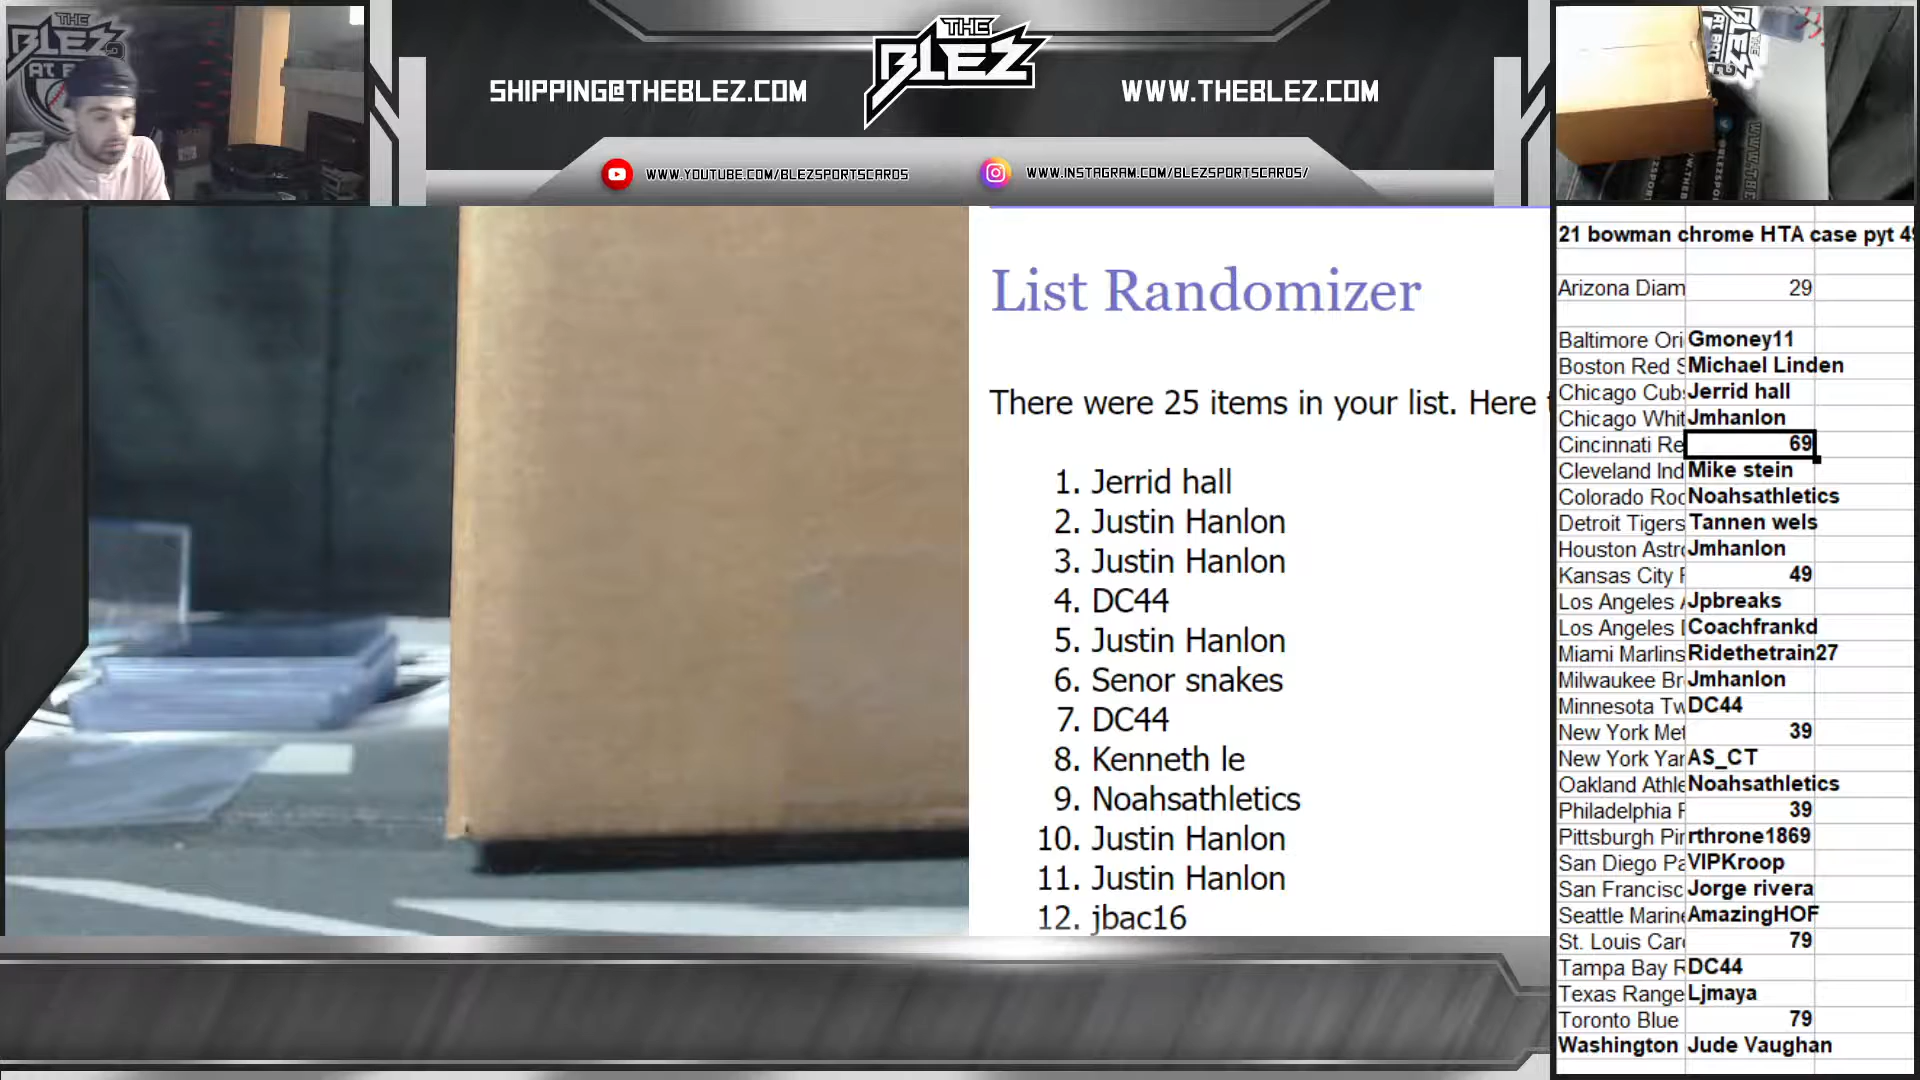 THE
BLEZ
AT
THE
BLEZ
SHIPPING@THEBLEZ.COM
WWW.THEBLEZ.COM
WWW.YOUTUBE.COM/BLEZSPORTSCARDS
WWW.INSTAGRAM.COM/BLEZSPORTSCARDS/
List Randomizer
There were 25 items in your list. Here
1. Jerrid hall
2. Justin Hanlon
3. Justin Hanlon
4. DC44
5. Justin Hanlon
6. Senor snakes
7. DC44
8. Kenneth le
9. Noahsathletics
10. Justin Hanlon
11. Justin Hanlon
12. jbac16
21 bowman chrome HTA case pyt
Arizona Diam 29
Baltimore Ori Gmoney11
Boston Red S Michael Linden
Chicago Cubs Jerrid hall
Chicago Whit Jmhanlon
Cincinnati Re 69
Cleveland Ind Mike stein
Colorado Roc Noahsathletics
Detroit Tigers Tannen wels
Houston Astro Jmhanlon
Kansas City 49
Los Angeles Jpbreaks
Los Angeles Coachfrankd
Miami Marlins Ridethetrain27
Milwaukee Br Jmhanlon
Minnesota Tw DC44
New York Met 39
New York Yan AS_CT
Oakland Athle Noahsathletics
Philadelphia 39
Pittsburgh Pir rthrone1869
San Diego Pa VIPKroop
San Francisc Jorge rivera
Seattle Marine AmazingHOF
St. Louis Car 79
Tampa Bay R DC44
Texas Range Ljmaya
Toronto Blue 79
Washington Jude Vaughan